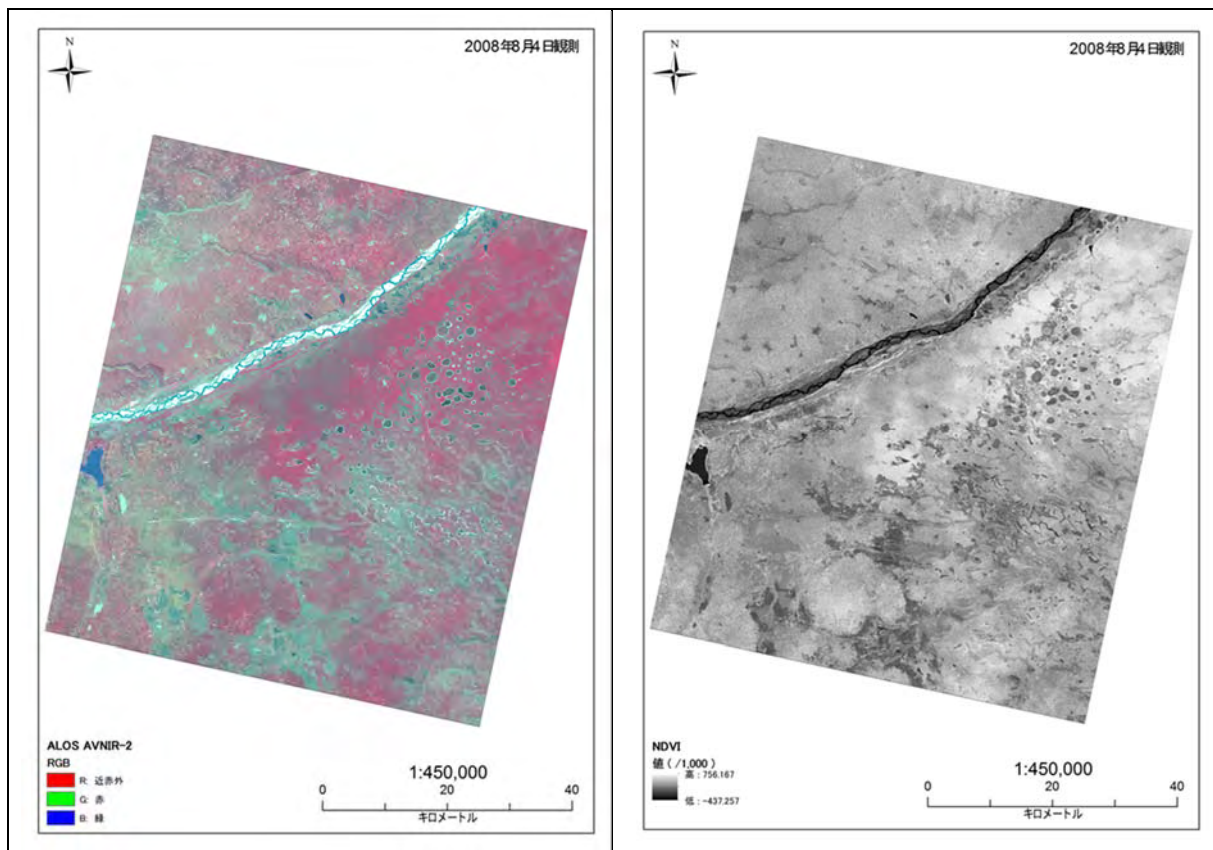 N
2008年8月4日観測
ALOS AVNIR-2
RGB
R: 近赤外
G: 赤
B: 緑
1:450,000
0 20 40
キロメートル
N
2008年8月4日観測
NDVI
値 ( /1,000 )
高 : 756.167
低 : -437.257
1:450,000
0 20 40
キロメートル